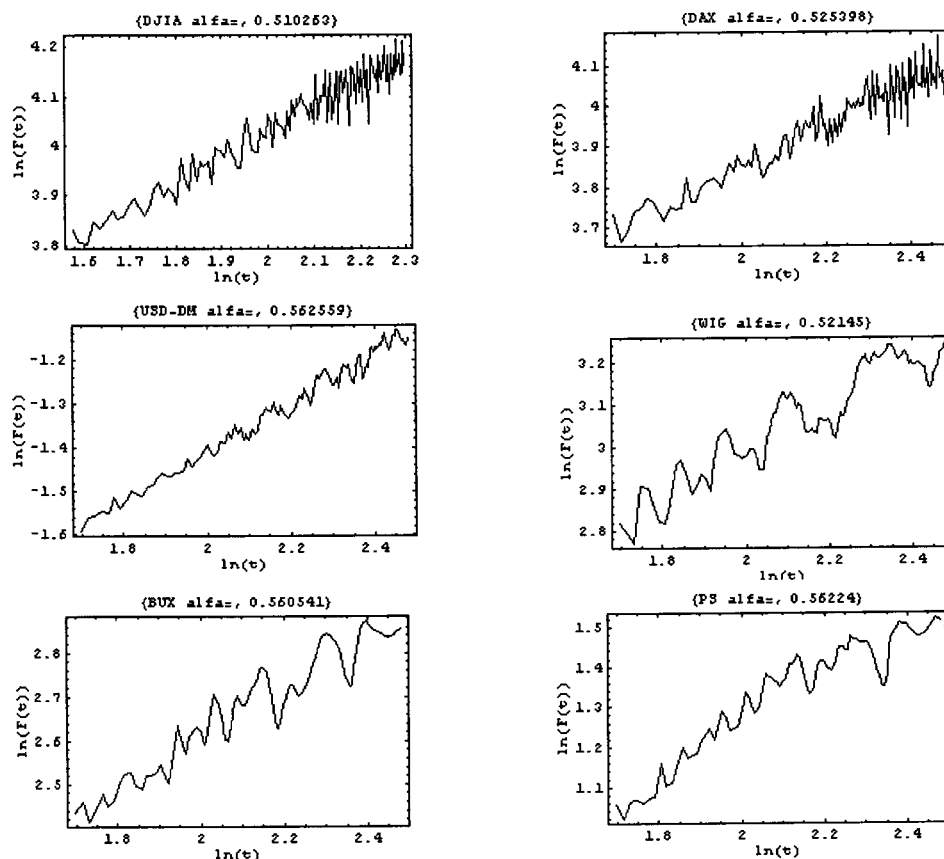 {DJIA alfa=, 0.510263}
4.2
4.1
4
3.9
3.8
ln(F(t))
1.6 1.7 1.8 1.9 2 2.1 2.2 2.3
ln(t)
{DAX alfa=, 0.525398}
4.1
4
3.9
3.8
3.7
ln(F(t))
1.8 2 2.2 2.4
ln(t)
{USD-DM alfa=, 0.562559}
-1.2
-1.3
-1.4
-1.5
-1.6
ln(F(t))
1.8 2 2.2 2.4
ln(t)
{WIG alfa=, 0.52145}
3.2
3.1
3
2.9
2.8
ln(F(t))
1.8 2 2.2 2.4
ln(t)
{BUX alfa=, 0.560541}
2.8
2.7
2.6
2.5
ln(F(t))
1.8 2 2.2 2.4
ln(t)
{PS alfa=, 0.56224}
1.5
1.4
1.3
1.2
1.1
ln(F(t))
1.8 2 2.2 2.4
ln(t)